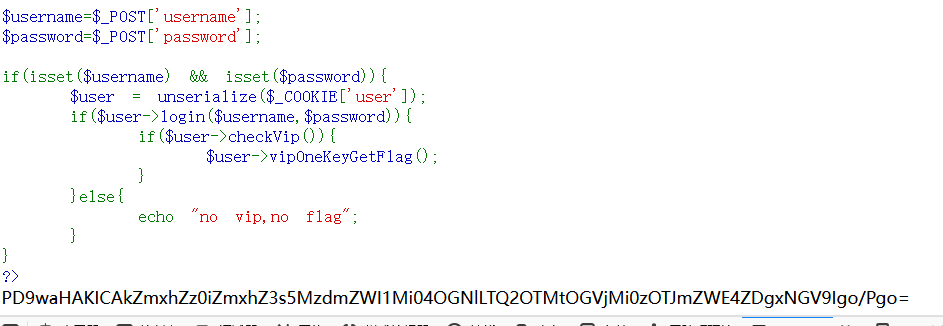 $username=$_POST['username'];
$password=$_POST['password'];
if(isset($username) && isset($password)){
$user = unserialize($_COOKIE['user']);
if($user->login($username,$password)){
if($user->checkVip()){
$user->vipOneKeyGetFlag();
}
}else{
echo "no vip,no flag";
}
}
?>
PD9waHAKICAkZmxhZz0iZmxhZ3s5MzdmZWI1Mi04OGNlLTQ2OTMtOGVjMi0zOTJmZWE4ZDgxNGV9Igo/Pgo=